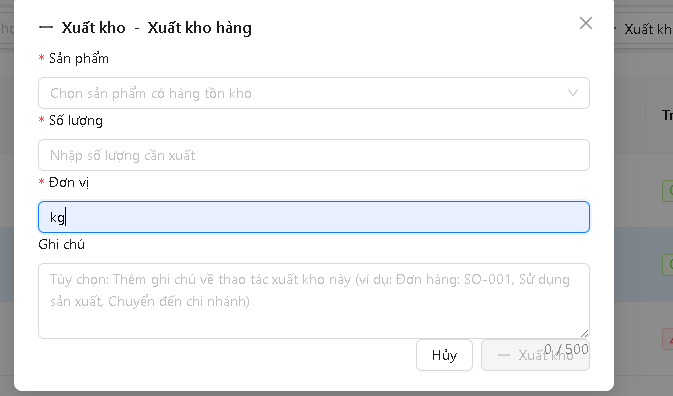 Xuất kho - Xuất kho hàng
Xuất kh
* Sản phẩm
Chọn sản phẩm có hàng tồn kho
* Số lượng
Nhập số lượng cần xuất
* Đơn vị
kg
Ghi chú
Tùy chọn: Thêm ghi chú về thao tác xuất kho này (ví dụ: Đơn hàng: SO-001, Sử dụng
sản xuất, Chuyển đến chi nhánh)
0 / 500
Hủy
Xuất kho